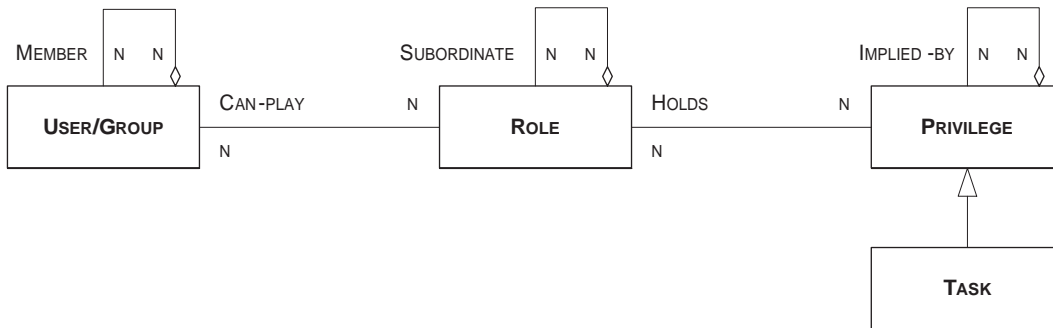 MEMBER N N SUBORDINATE N N IMPLIED -BY N N
CAN-PLAY N HOLDS N
USER/GROUP ROLE PRIVILEGE
N N
TASK